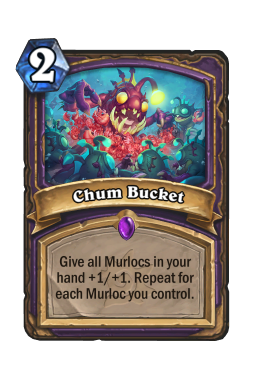 2
Chum Bucket
Give all Murlocs in your
hand +1/+1. Repeat for
each Murloc you control.